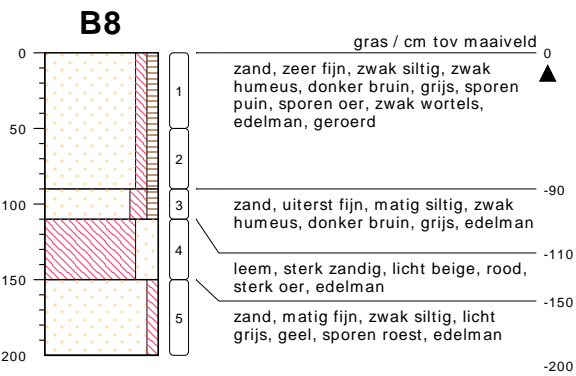 B8
gras / cm tov maaiveld
0
0
zand, zeer fijn, zwak siltig, zwak
humeus, donker bruin, grijs, sporen
puin, sporen oer, zwak wortels,
edelman, geroerd
1
50
2
-90
100
3
zand, uiterst fijn, matig siltig, zwak
humeus, donker bruin, grijs, edelman
4
-110
leem, sterk zandig, licht beige, rood,
sterk oer, edelman
150
-150
5
zand, matig fijn, zwak siltig, licht
grijs, geel, sporen roest, edelman
200
-200